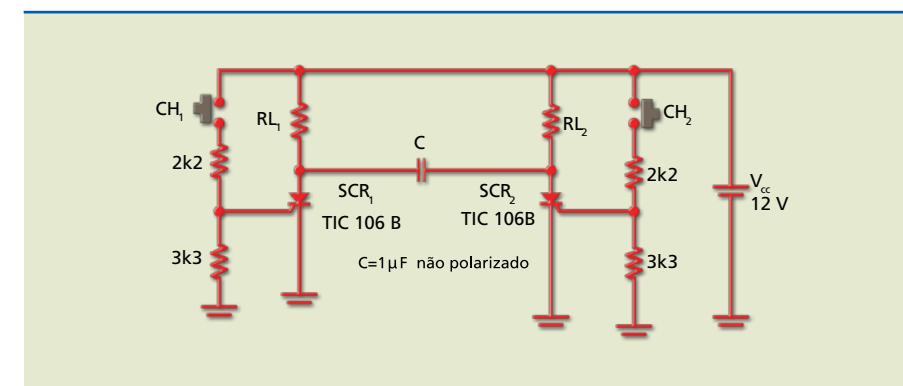 CH₁
RL₁
C
RL₂
CH₂
2k2
2k2
SCR₁
TIC 106 B
SCR₂
TIC 106B
Vcc
12 V
3k3
C=1µF não polarizado
3k3